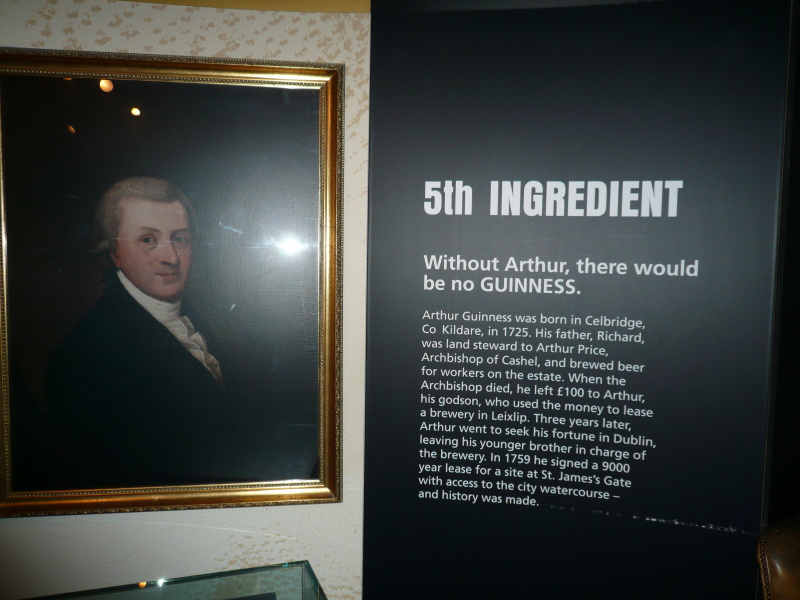 5th INGREDIENT
Without Arthur, there would
be no GUINNESS.
Arthur Guinness was born in Celbridge,
Co Kildare, in 1725. His father, Richard,
was land steward to Arthur Price,
Archbishop of Cashel, and brewed beer
for workers on the estate. When the
Archbishop died, he left £100 to Arthur,
his godson, who used the money to lease
a brewery in Leixlip. Three years later,
Arthur went to seek his fortune in Dublin,
leaving his younger brother in charge of
the brewery. In 1759 he signed a 9000
year lease for a site at St. James's Gate
with access to the city watercourse –
and history was made.